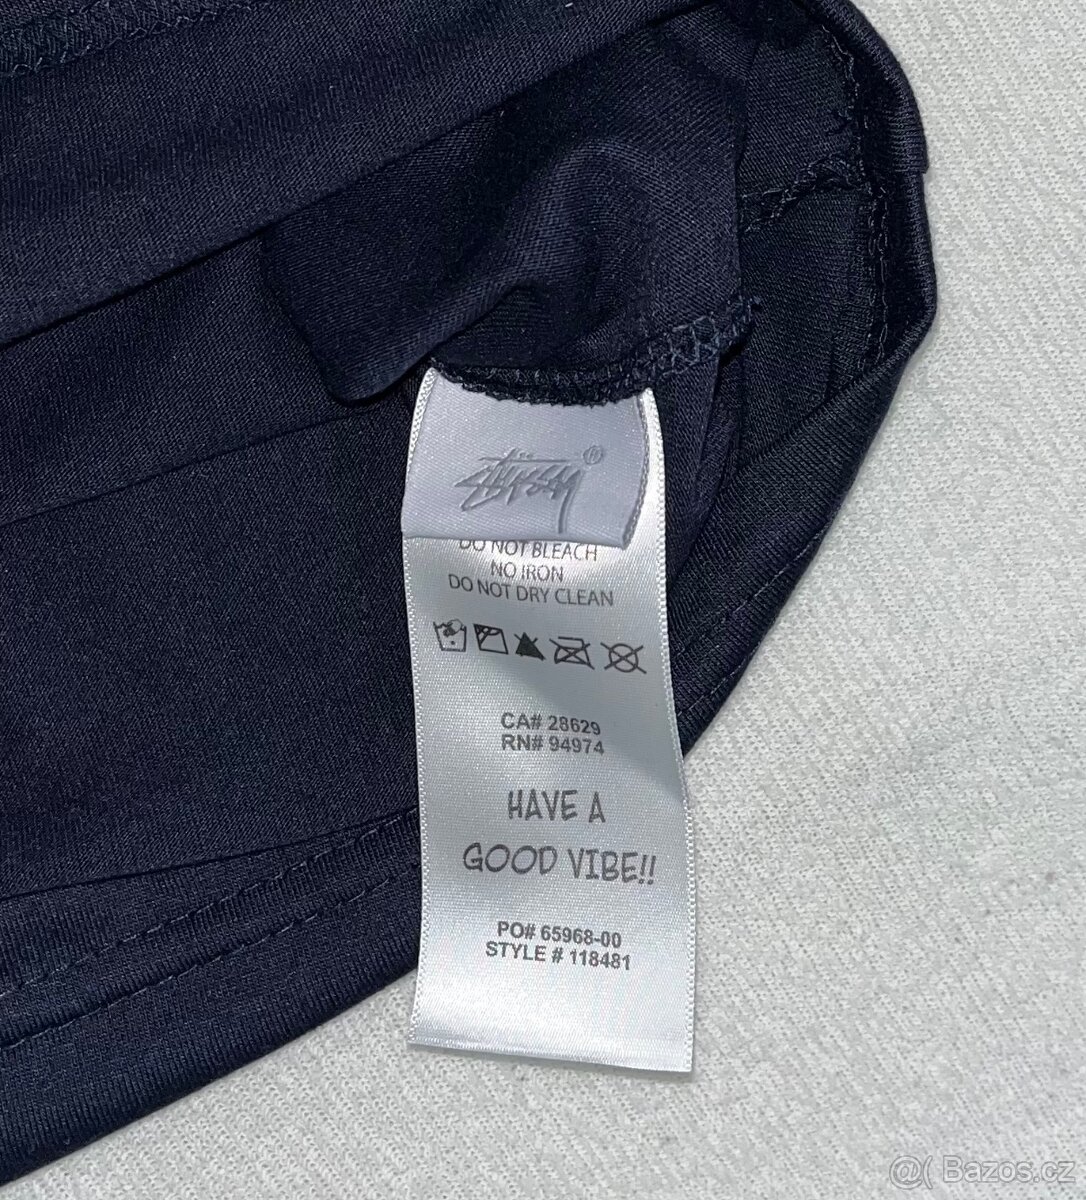 Stüssy®
DO NOT BLEACH
NO IRON
DO NOT DRY CLEAN
CA# 28629
RN# 94974
HAVE A
GOOD VIBE!!
PO# 65968-00
STYLE # 118481
@( Bazos.cz